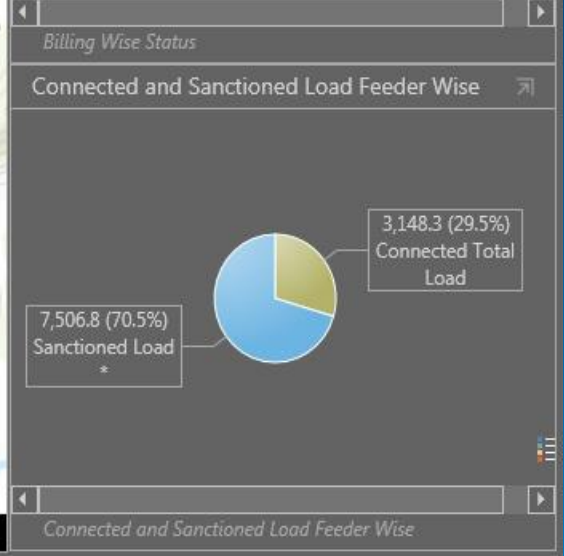 Billing Wise Status
Connected and Sanctioned Load Feeder Wise
3,148.3 (29.5%)
Connected Total
Load
7,506.8 (70.5%)
Sanctioned Load
*
Connected and Sanctioned Load Feeder Wise